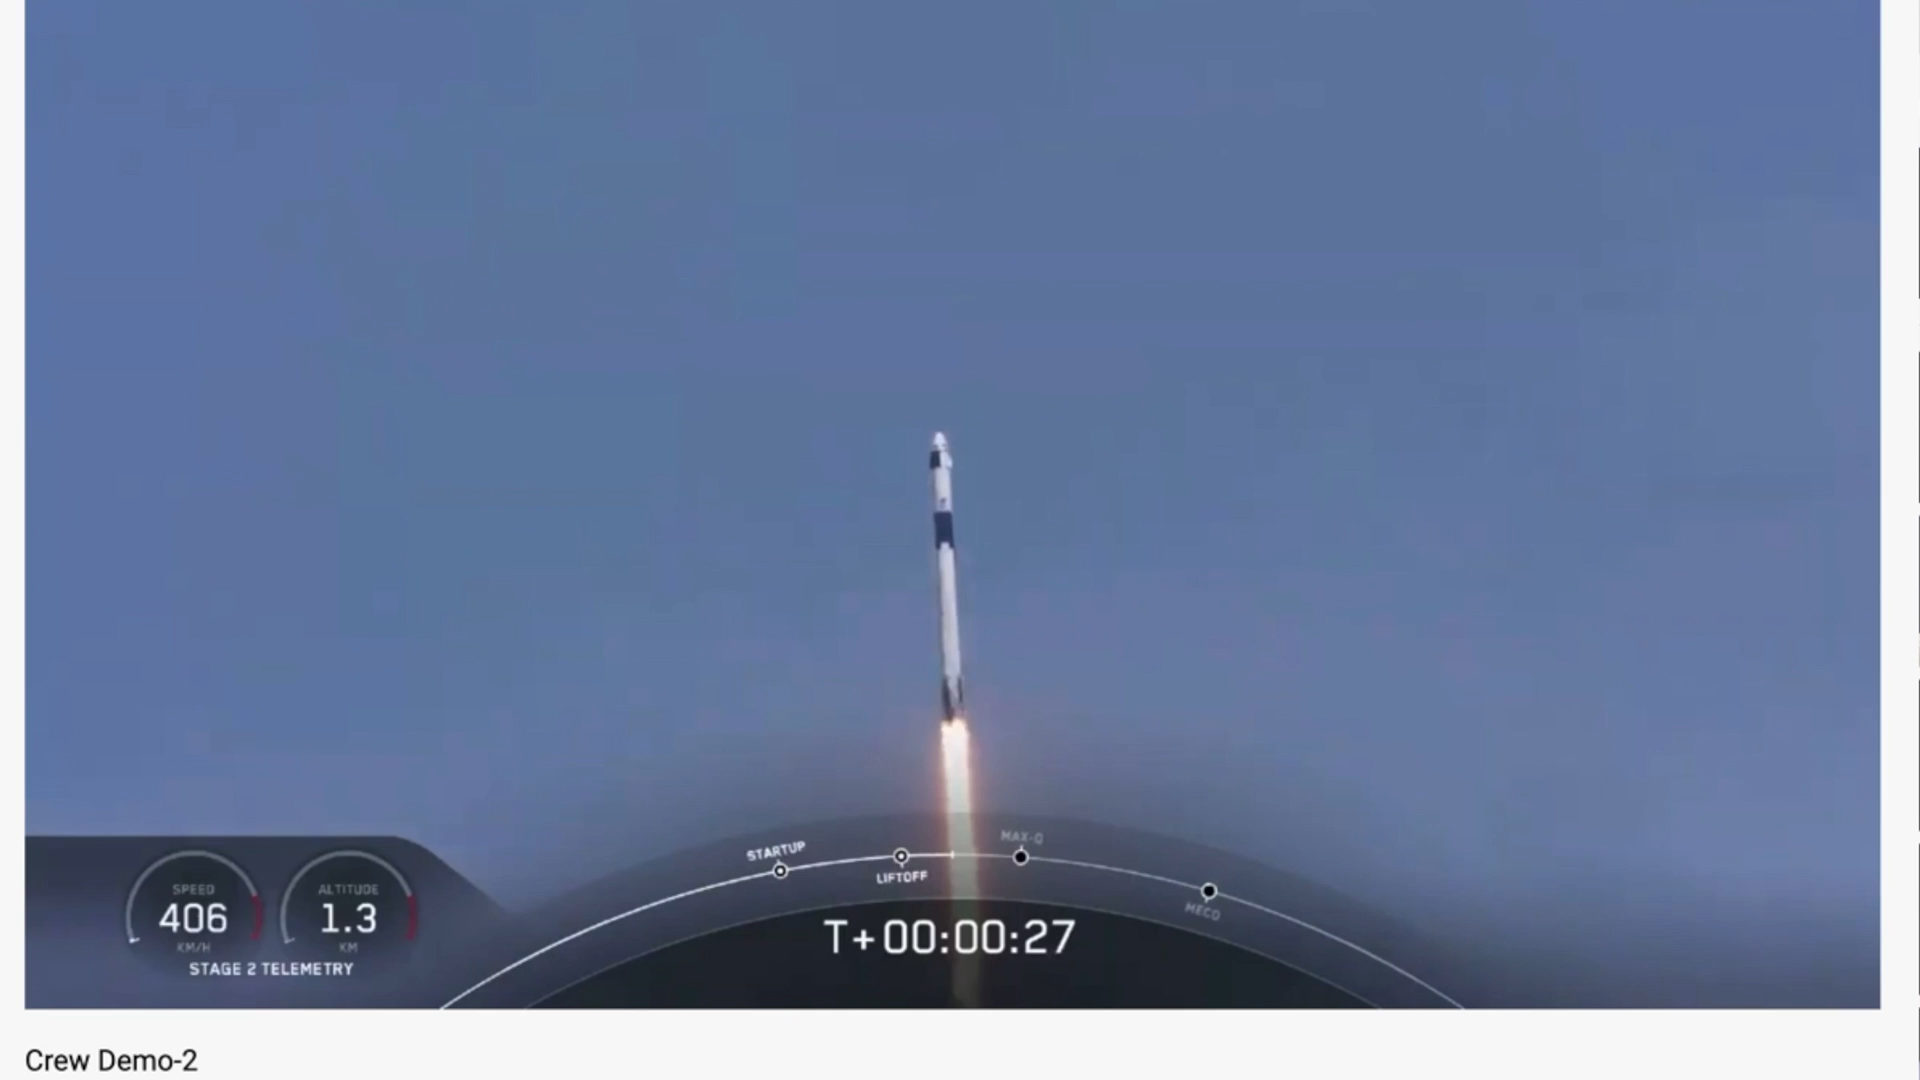 STARTUP
LIFTOFF
MAX-Q
MECO
SPEED
406
KM/H
ALTITUDE
1.3
KM
STAGE 2 TELEMETRY
T+00:00:27
Crew Demo-2